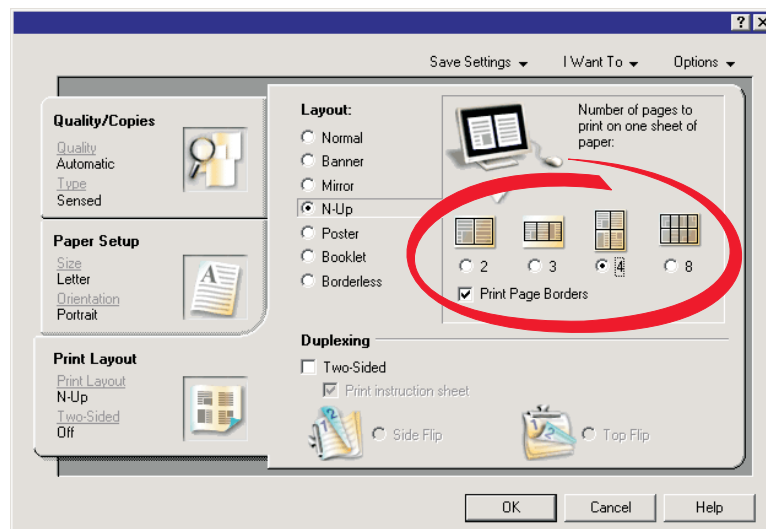 Save Settings
I Want To
Options
Quality/Copies
Quality
Automatic
Type
Sensed
Paper Setup
Size
Letter
Orientation
Portrait
Print Layout
Print Layout
N-Up
Two-Sided
Off
Layout:
Normal
Banner
Mirror
N-Up
Poster
Booklet
Borderless
Number of pages to
print on one sheet of
paper:
2
3
4
8
Print Page Borders
Duplexing
Two-Sided
Print instruction sheet
Side Flip
Top Flip
OK
Cancel
Help